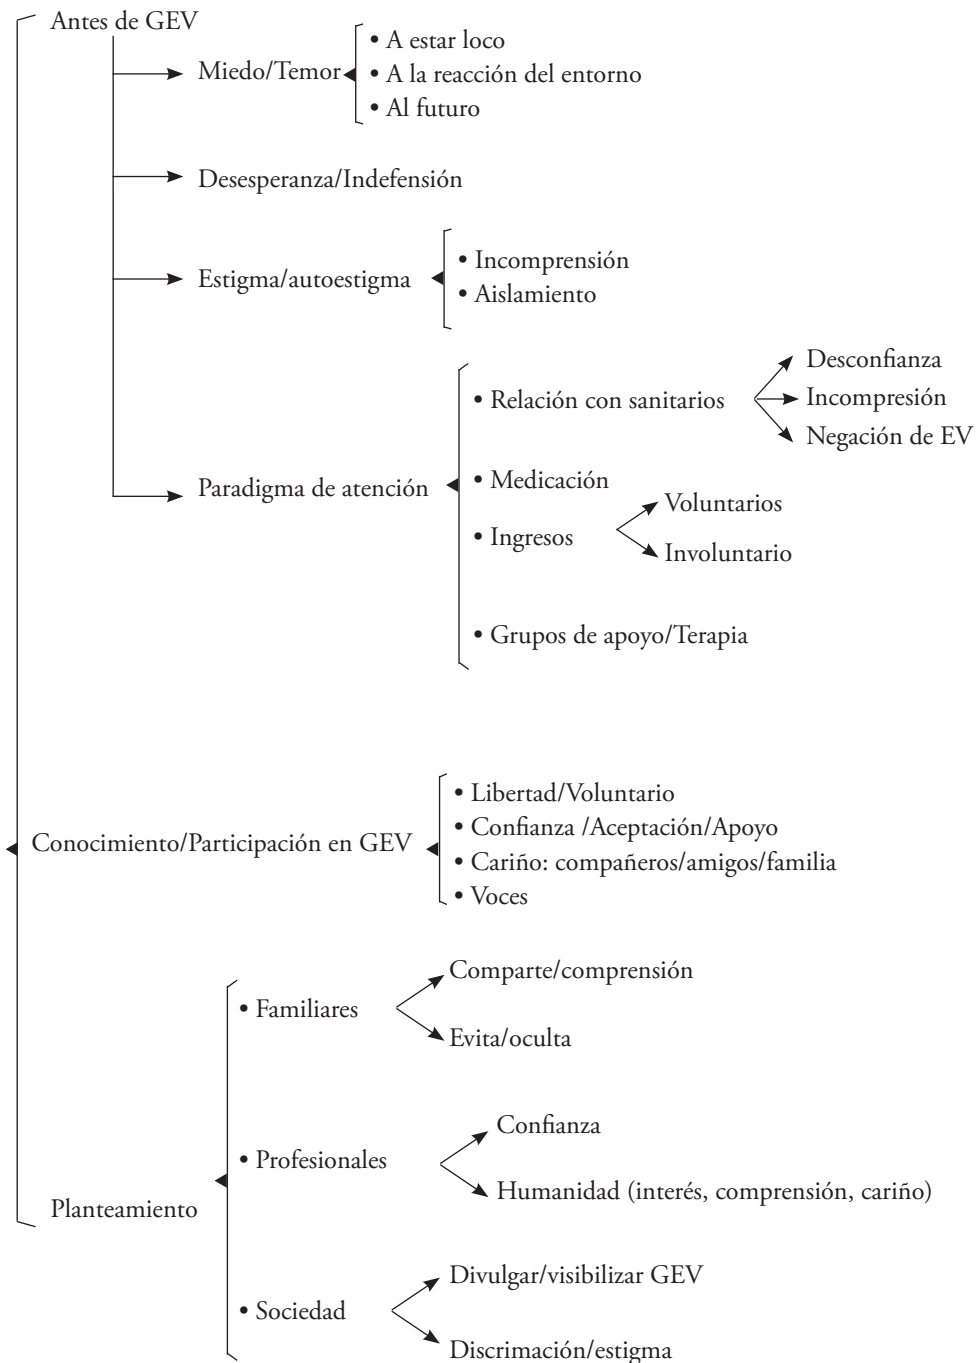 Antes de GEV
Miedo/Temor
• A estar loco
• A la reacción del entorno
• Al futuro
Desesperanza/Indefensión
Estigma/autoestigma
• Incomprensión
• Aislamiento
Paradigma de atención
• Relación con sanitarios
Desconfianza
Incompresión
Negación de EV
• Medicación
• Ingresos
Voluntarios
Involuntario
• Grupos de apoyo/Terapia
Conocimiento/Participación en GEV
• Libertad/Voluntario
• Confianza /Aceptación/Apoyo
• Cariño: compañeros/amigos/familia
• Voces
Planteamiento
• Familiares
Comparte/comprensión
Evita/oculta
• Profesionales
Confianza
Humanidad (interés, comprensión, cariño)
• Sociedad
Divulgar/visibilizar GEV
Discrimación/estigma